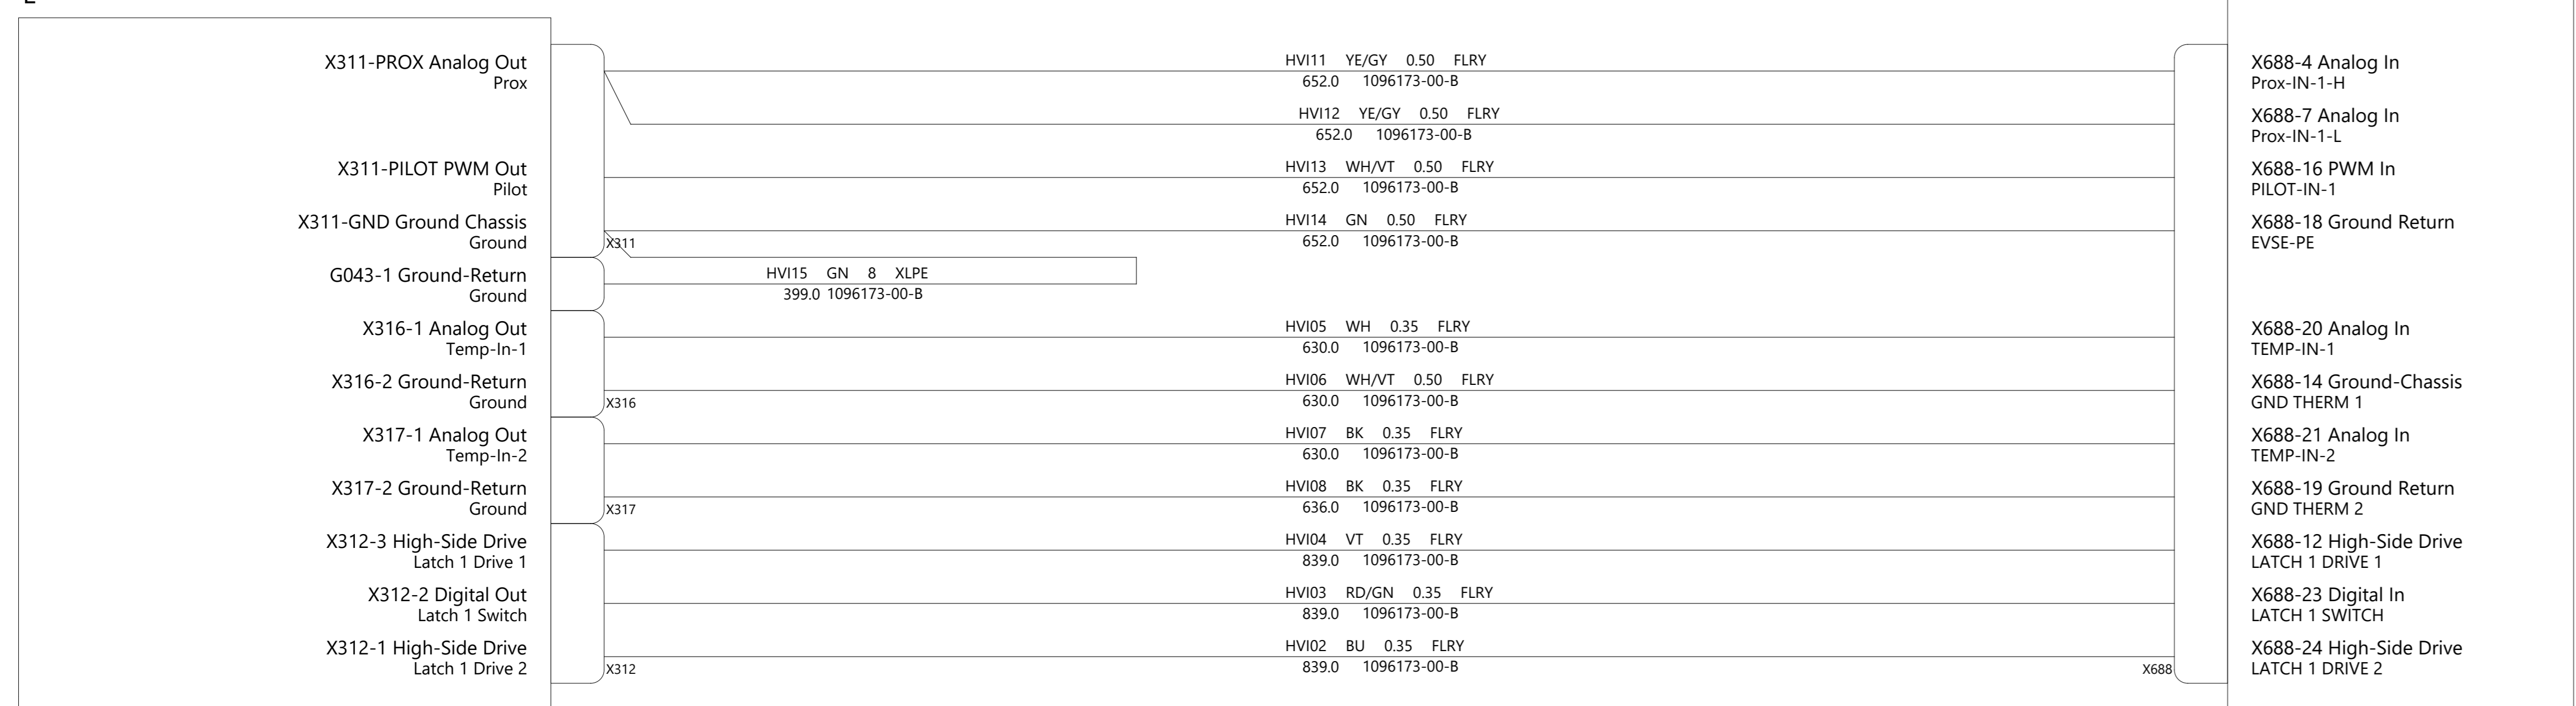 X311-PROX Analog Out
Prox
HVI11 YE/GY 0.50 FLRY
652.0 1096173-00-B
X688-4 Analog In
Prox-IN-1-H
HVI12 YE/GY 0.50 FLRY
652.0 1096173-00-B
X688-7 Analog In
Prox-IN-1-L
X311-PILOT PWM Out
Pilot
HVI13 WH/VT 0.50 FLRY
652.0 1096173-00-B
X688-16 PWM In
PILOT-IN-1
X311-GND Ground Chassis
Ground
X311
HVI14 GN 0.50 FLRY
652.0 1096173-00-B
X688-18 Ground Return
EVSE-PE
G043-1 Ground-Return
Ground
HVI15 GN 8 XLPE
399.0 1096173-00-B
X316-1 Analog Out
Temp-In-1
HVI05 WH 0.35 FLRY
630.0 1096173-00-B
X688-20 Analog In
TEMP-IN-1
X316-2 Ground-Return
Ground
X316
HVI06 WH/VT 0.50 FLRY
630.0 1096173-00-B
X688-14 Ground-Chassis
GND THERM 1
X317-1 Analog Out
Temp-In-2
HVI07 BK 0.35 FLRY
630.0 1096173-00-B
X688-21 Analog In
TEMP-IN-2
X317-2 Ground-Return
Ground
X317
HVI08 BK 0.35 FLRY
636.0 1096173-00-B
X688-19 Ground Return
GND THERM 2
X312-3 High-Side Drive
Latch 1 Drive 1
HVI04 VT 0.35 FLRY
839.0 1096173-00-B
X688-12 High-Side Drive
LATCH 1 DRIVE 1
X312-2 Digital Out
Latch 1 Switch
HVI03 RD/GN 0.35 FLRY
839.0 1096173-00-B
X688-23 Digital In
LATCH 1 SWITCH
X312-1 High-Side Drive
Latch 1 Drive 2
X312
HVI02 BU 0.35 FLRY
839.0 1096173-00-B
X688
X688-24 High-Side Drive
LATCH 1 DRIVE 2